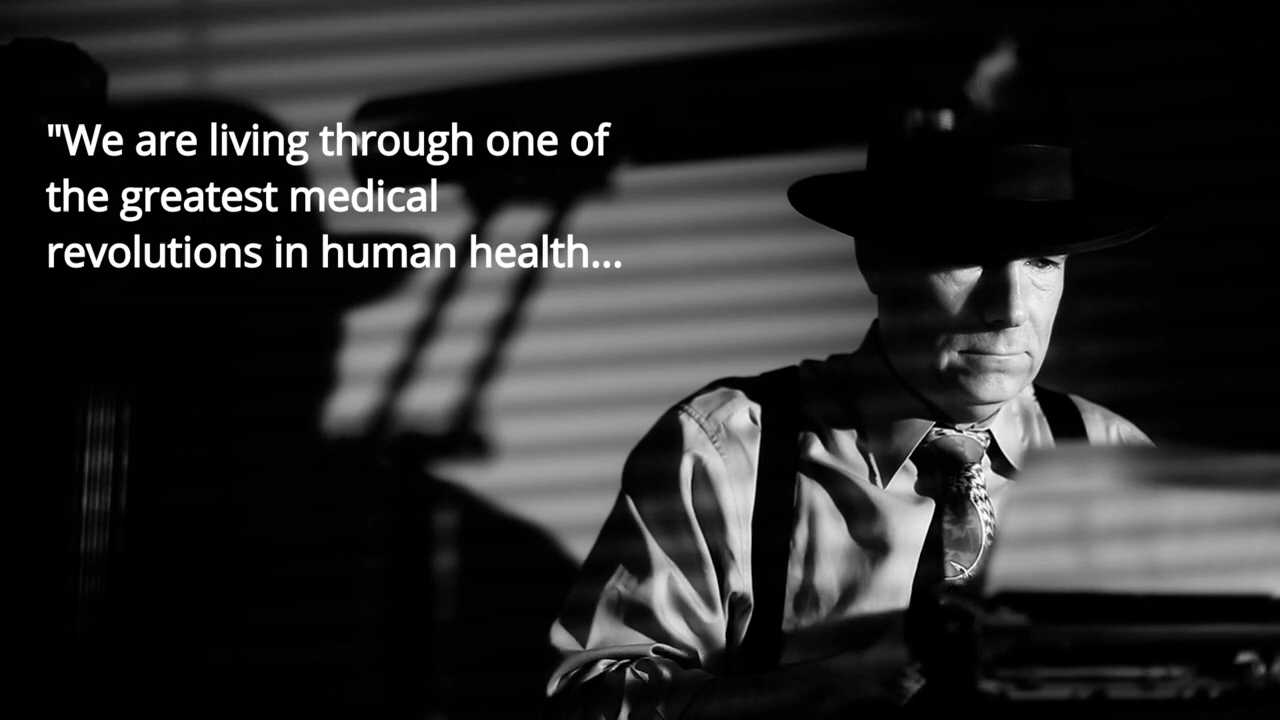 "We are living through one of
the greatest medical
revolutions in human health...